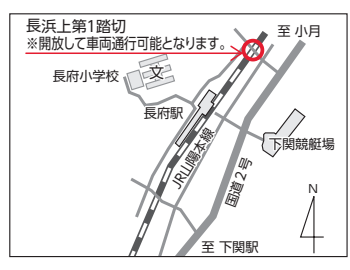 長浜上第1踏切
※開放して車両通行可能となります。
至 小月
長府小学校
文
長府駅
JR山陽本線
下関競艇場
国道2号
N
至 下関駅